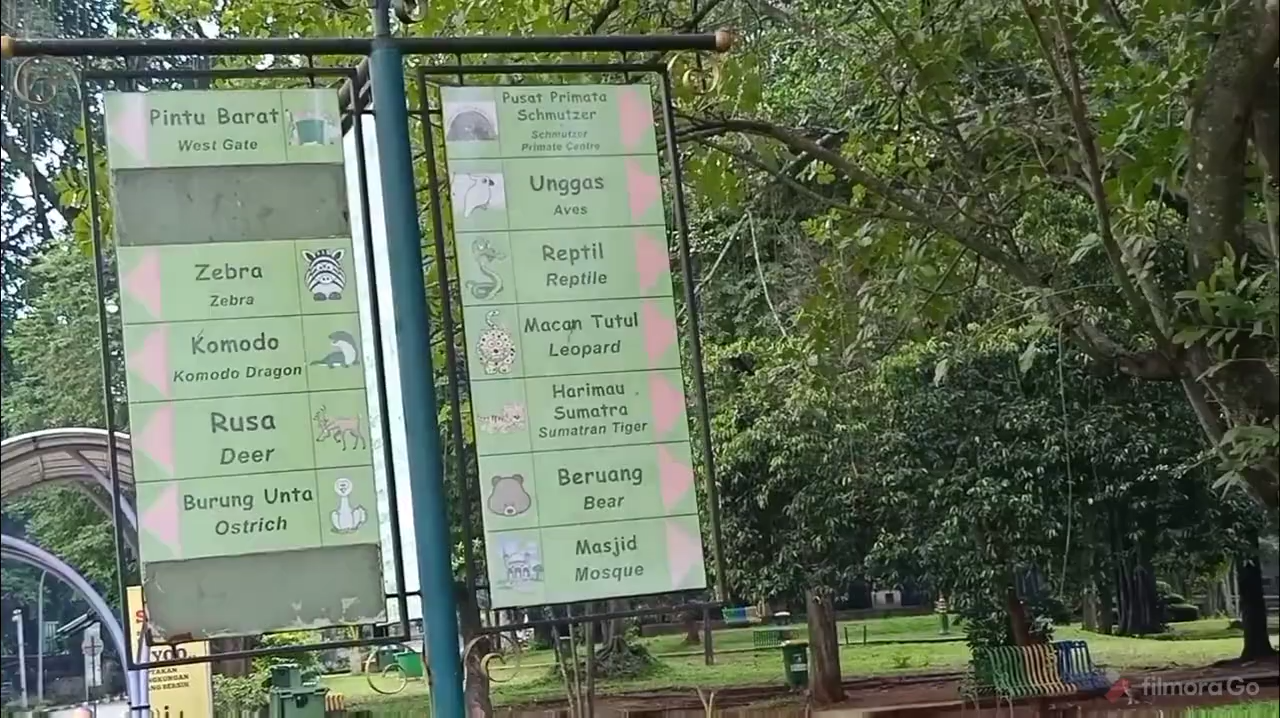 Pintu Barat
West Gate
Zebra
Zebra
Komodo
Komodo Dragon
Rusa
Deer
Burung Unta
Ostrich
Pusat Primata
Schmutzer
Schmutzer
Primate Centre
Unggas
Aves
Reptil
Reptile
Macan Tutul
Leopard
Harimau
Sumatra
Sumatran Tiger
Beruang
Bear
Masjid
Mosque
filmora Go